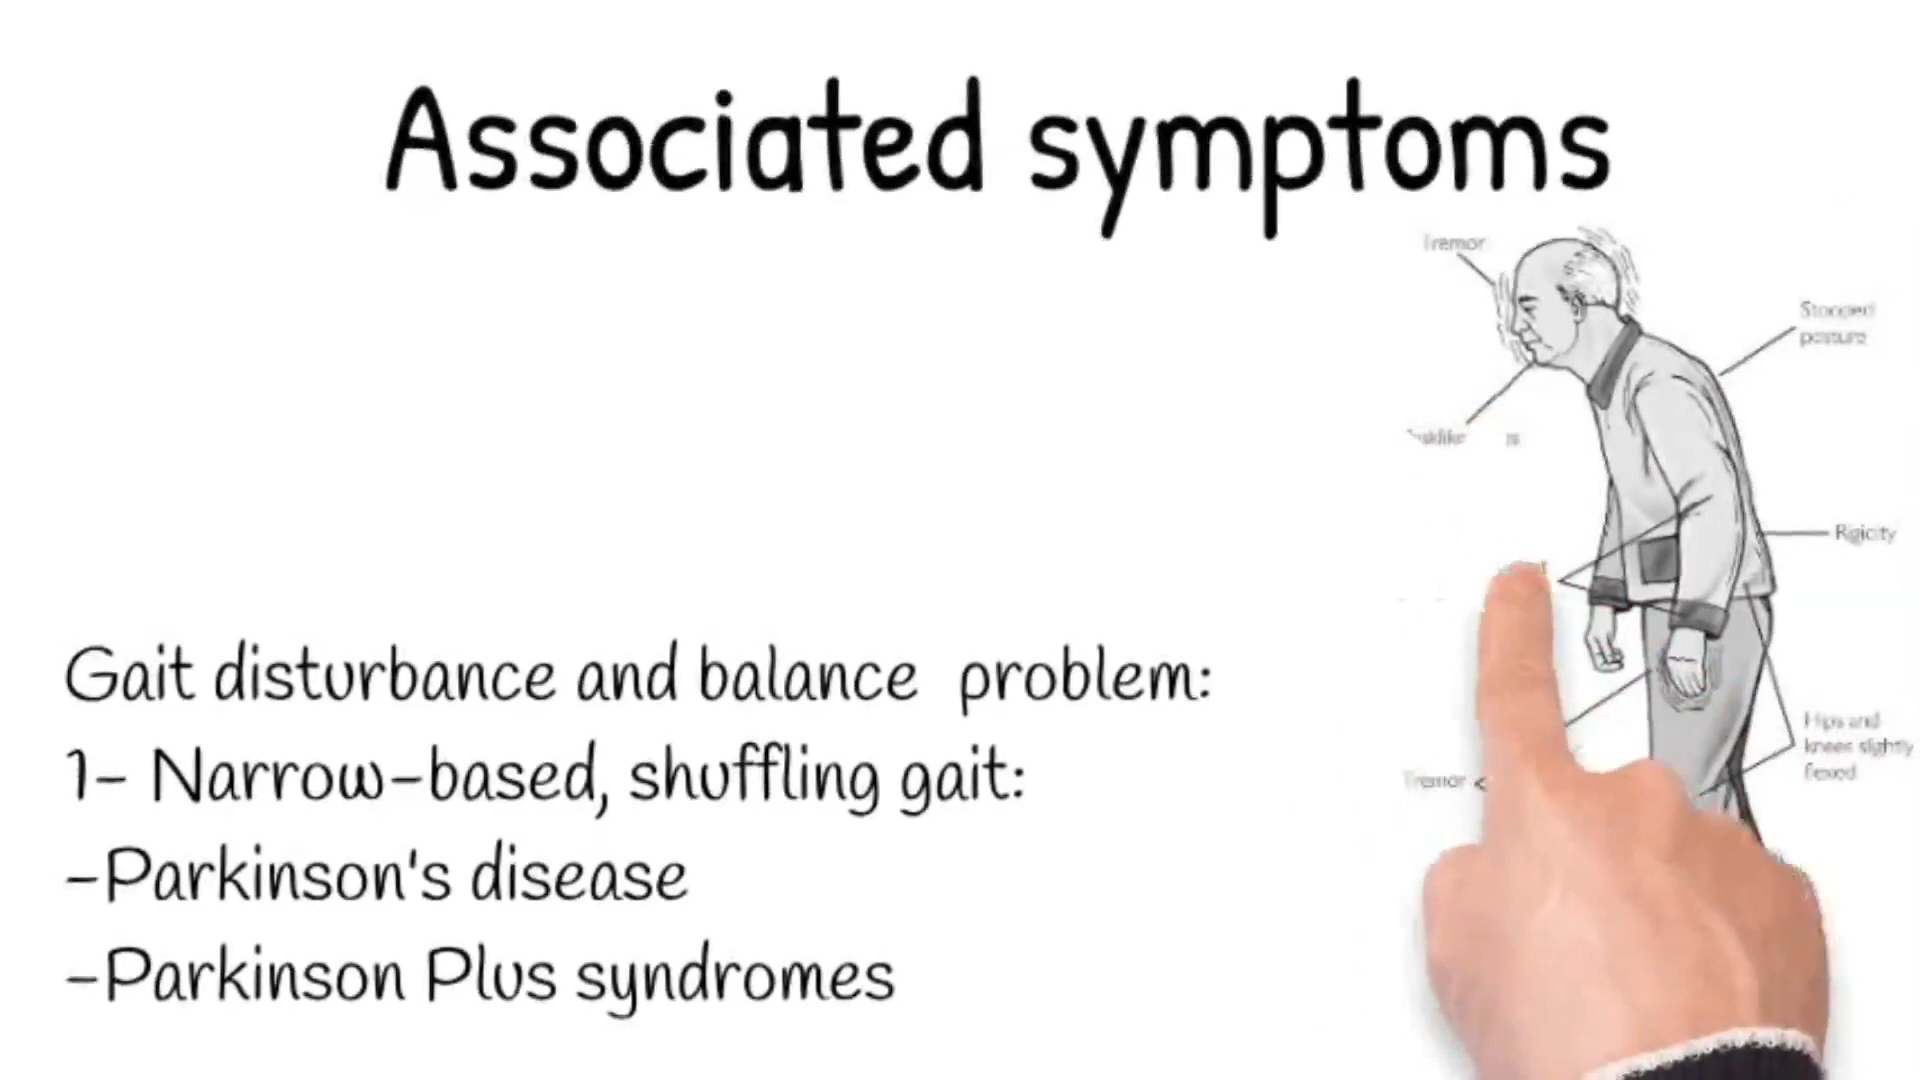 Associated symptoms
Tremor
Stooped
posture
Rigicity
Gait disturbance and balance problem:
1- Narrow-based, shuffling gait:
-Parkinson's disease
-Parkinson Plus syndromes
Hips and
knees slightly
flexed
Tremor